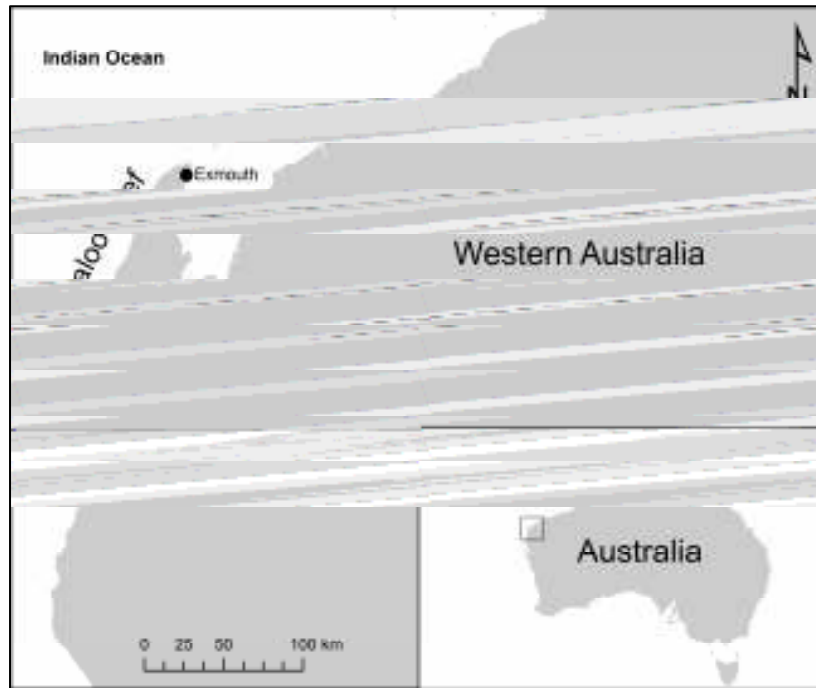 Indian Ocean
N
Exmouth
Western Australia
Australia
0 25 50 100 km